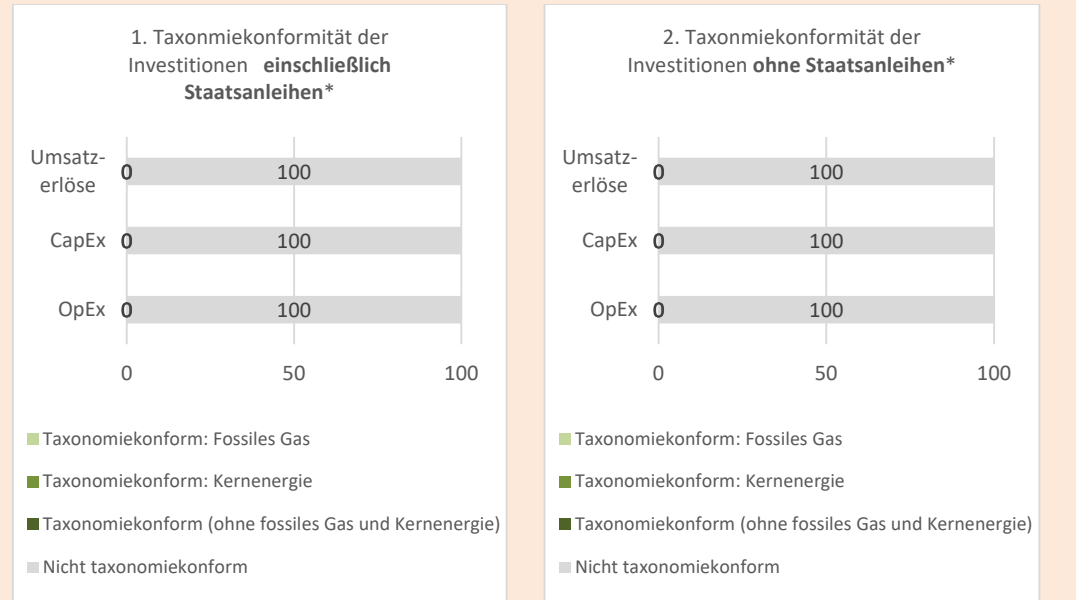 1. Taxonmiekonformität der
Investitionen einschließlich
Staatsanleihen*
Umsatz-
erlöse
0 100
CapEx 0 100
OpEx 0 100
0 50 100
Taxonomiekonform: Fossiles Gas
Taxonomiekonform: Kernenergie
Taxonomiekonform (ohne fossiles Gas und Kernenergie)
Nicht taxonomiekonform
2. Taxonmiekonformität der
Investitionen ohne Staatsanleihen*
Umsatz-
erlöse
0 100
CapEx 0 100
OpEx 0 100
0 50 100
Taxonomiekonform: Fossiles Gas
Taxonomiekonform: Kernenergie
Taxonomiekonform (ohne fossiles Gas und Kernenergie)
Nicht taxonomiekonform